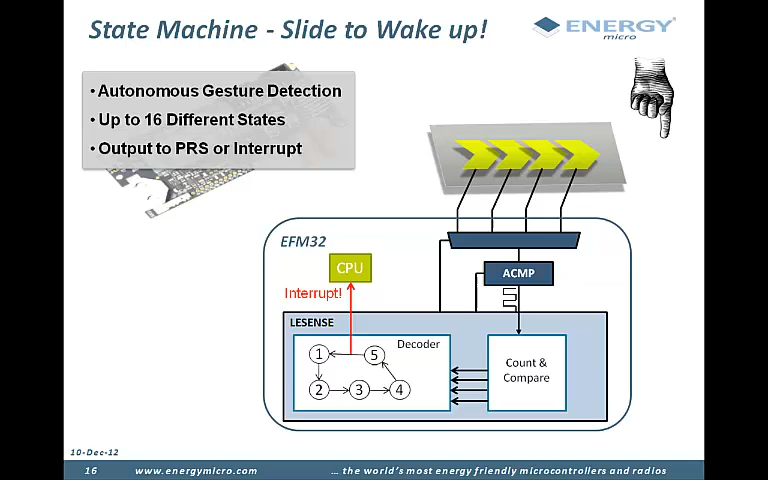 State Machine - Slide to Wake up!
ENERGY
micro
• Autonomous Gesture Detection
• Up to 16 Different States
• Output to PRS or Interrupt
EFM32
CPU
ACMP
Interrupt!
LESENSE
Decoder
1
5
Count &
Compare
2
3
4
10-Dec-12
16
www.energymicro.com
... the world's most energy friendly microcontrollers and radios